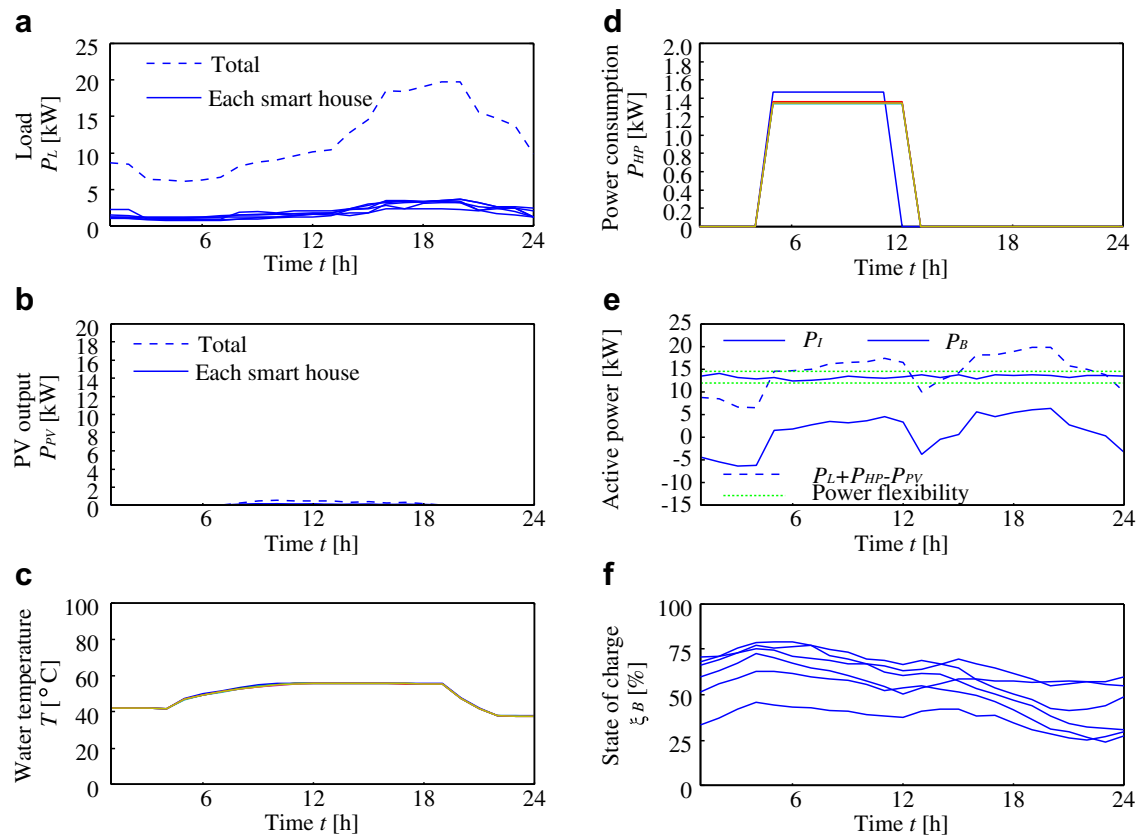 a
25
20
15
10
5
0
Total
Each smart house
Load
P_L [kW]
6
12
18
24
Time t [h]
b
20
18
16
14
12
10
8
6
4
2
0
Total
Each smart house
PV output
P_PV [kW]
6
12
18
24
Time t [h]
c
100
80
60
40
20
0
Water temperature
T [°C]
6
12
18
24
Time t [h]
d
2.0
1.8
1.4
1.4
1.2
1.0
0.8
0.6
0.4
0.2
0
Power consumption
P_HP [kW]
6
12
18
24
Time t [h]
e
25
20
15
10
5
0
-5
-10
-15
P_I
P_B
P_L+P_HP-P_PV
Power flexibility
Active power [kW]
6
12
18
24
Time t [h]
f
100
75
50
25
0
State of charge
ξ_B [%]
6
12
18
24
Time t [h]